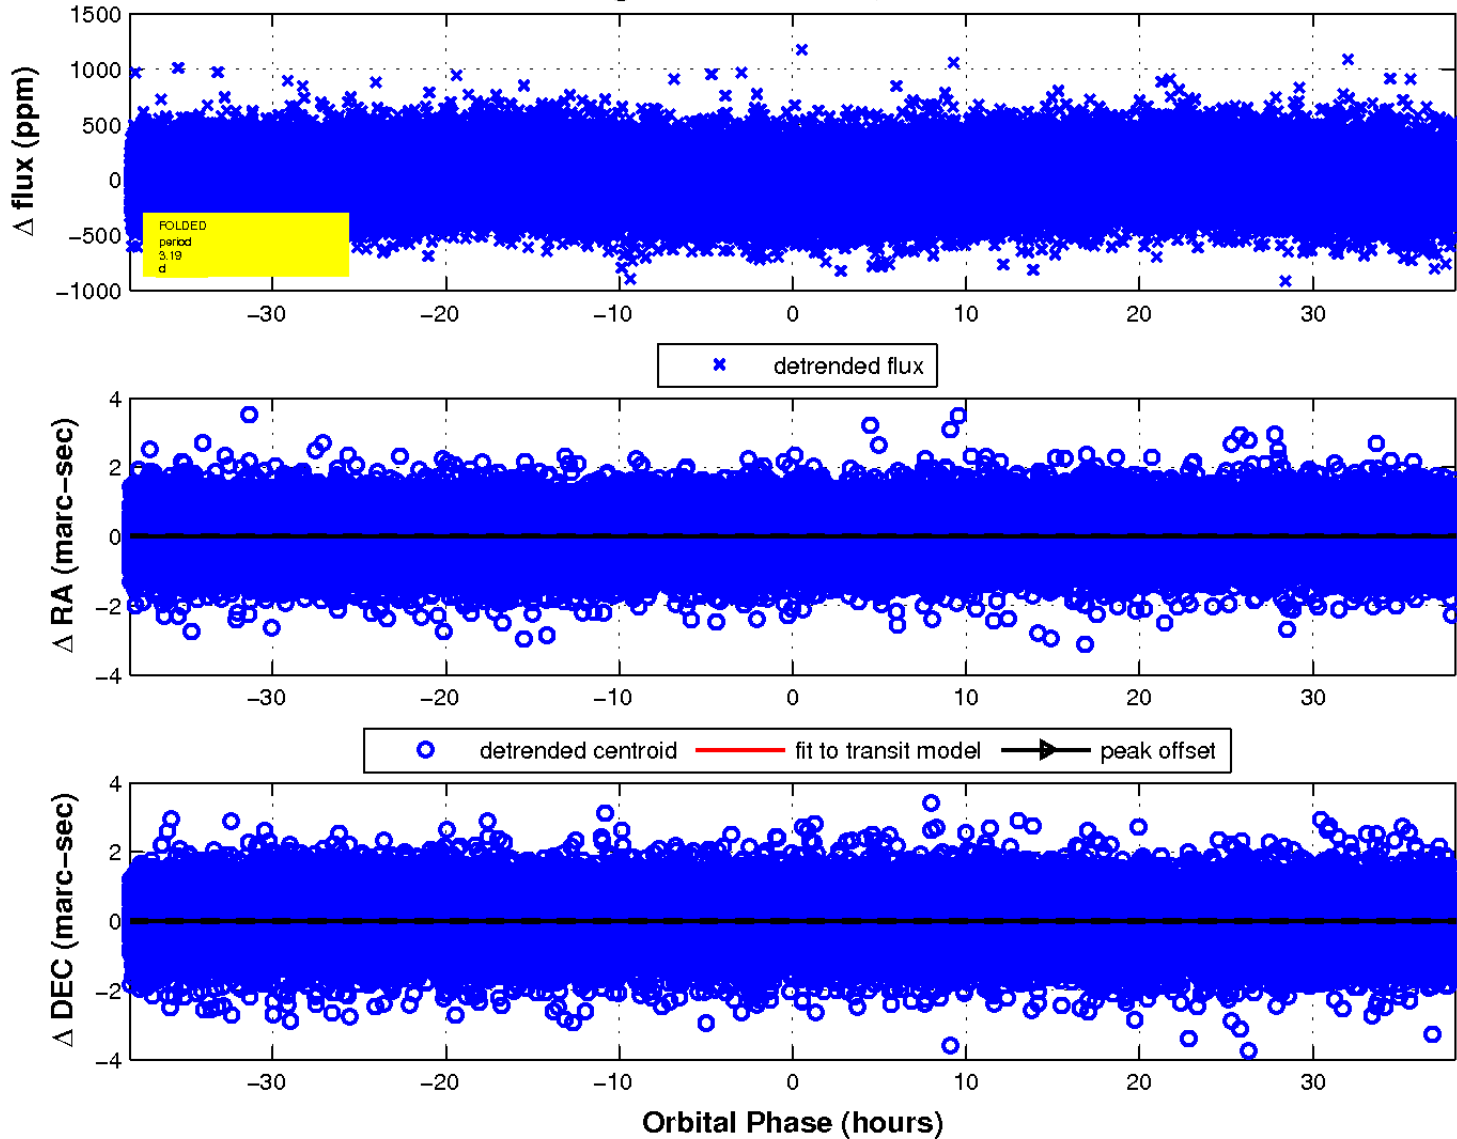 1500
1000
500
0
−500
−1000
Δ flux (ppm)
FOLDED
period
3.19
d
−30 −20 −10 0 10 20 30
detrended flux
4
2
0
−2
−4
Δ RA (marc−sec)
−30 −20 −10 0 10 20 30
detrended centroid fit to transit model peak offset
4
2
0
−2
−4
Δ DEC (marc−sec)
−30 −20 −10 0 10 20 30
Orbital Phase (hours)